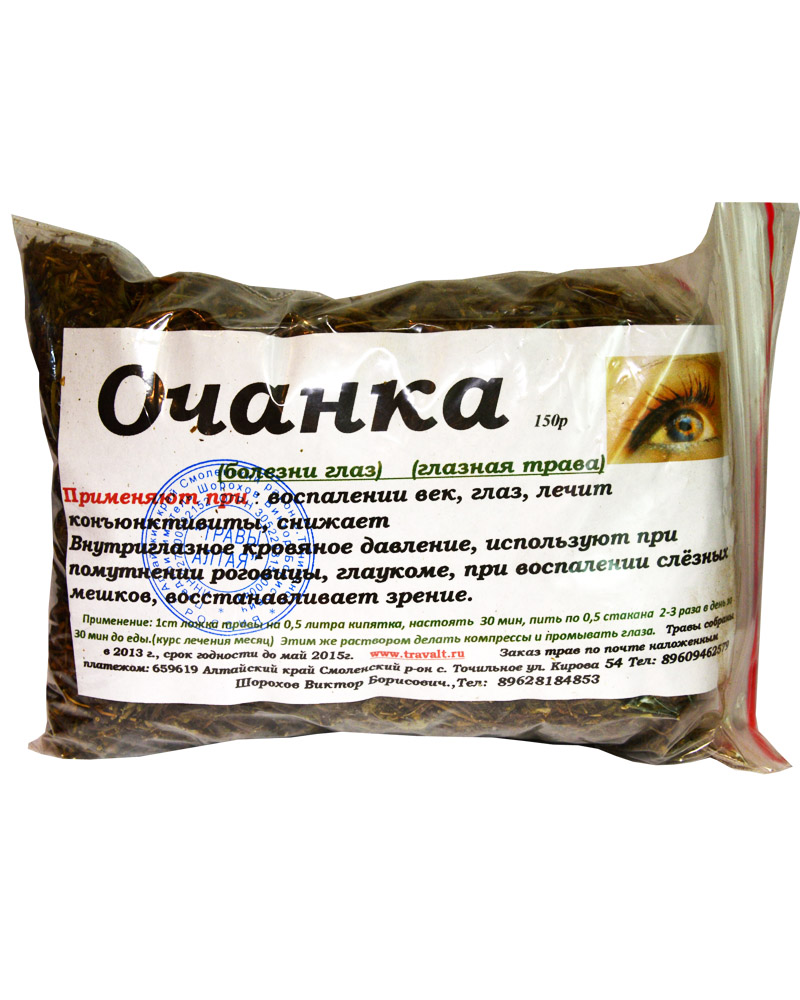 Очанка 150р
(болезни глаз) (глазная трава)
Применяют при : воспалении век, глаз, лечит
конъюнктивиты, снижает
Внутриглазное кровяное давление, используют при
помутнении роговицы, глаукоме, при воспалении слёзных
мешков, восстанавливает зрение.
Применение: 1ст ложка травы на 0,5 литра кипятка, настоять 30 мин, пить по 0,5 стакана 2-3 раза в день
30 мин до еды.(курс лечения месяц) Этим же раствором делать компрессы и промывать глаза. Травы собраны
в 2013 г., срок годности до май 2015г. www.travalt.ru Заказ трав по почте наложенным
платежом: 659619 Алтайский край Смоленский р-он с. Точильное ул. Кирова 54 Тел:
Шорохов Виктор Борисович.,Тел: 89628184853
"ТРАВЫ
АЛТАЯ"